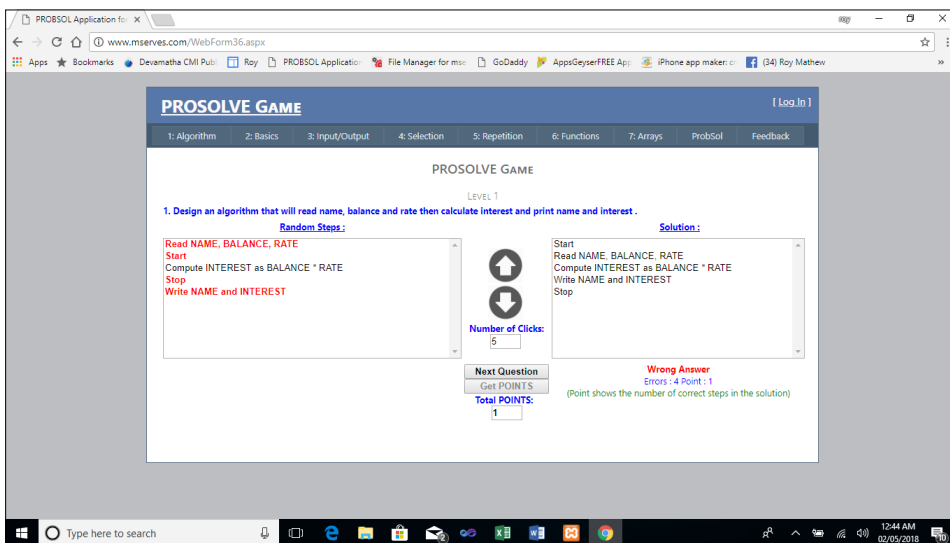 PROBSOL Application for
roy
www.mserves.com/WebForm36.aspx
Apps Bookmarks Devamatha CMI Publ Roy PROBSOL Application File Manager for mse GoDaddy AppsGeyserFREE App iPhone app maker: cr (34) Roy Mathew »
PROSOLVE GAME [ Log In ]
1: Algorithm 2: Basics 3: Input/Output 4: Selection 5: Repetition 6: Functions 7: Arrays ProbSol Feedback
PROSOLVE GAME
LEVEL 1
1. Design an algorithm that will read name, balance and rate then calculate interest and print name and interest .
Random Steps :
Read NAME, BALANCE, RATE
Start
Compute INTEREST as BALANCE * RATE
Stop
Write NAME and INTEREST
Number of Clicks:
5
Solution :
Start
Read NAME, BALANCE, RATE
Compute INTEREST as BALANCE * RATE
Write NAME and INTEREST
Stop
Next Question
Get POINTS
Total POINTS:
1
Wrong Answer
Errors : 4 Point : 1
(Point shows the number of correct steps in the solution)
Type here to search
12:44 AM
02/05/2018